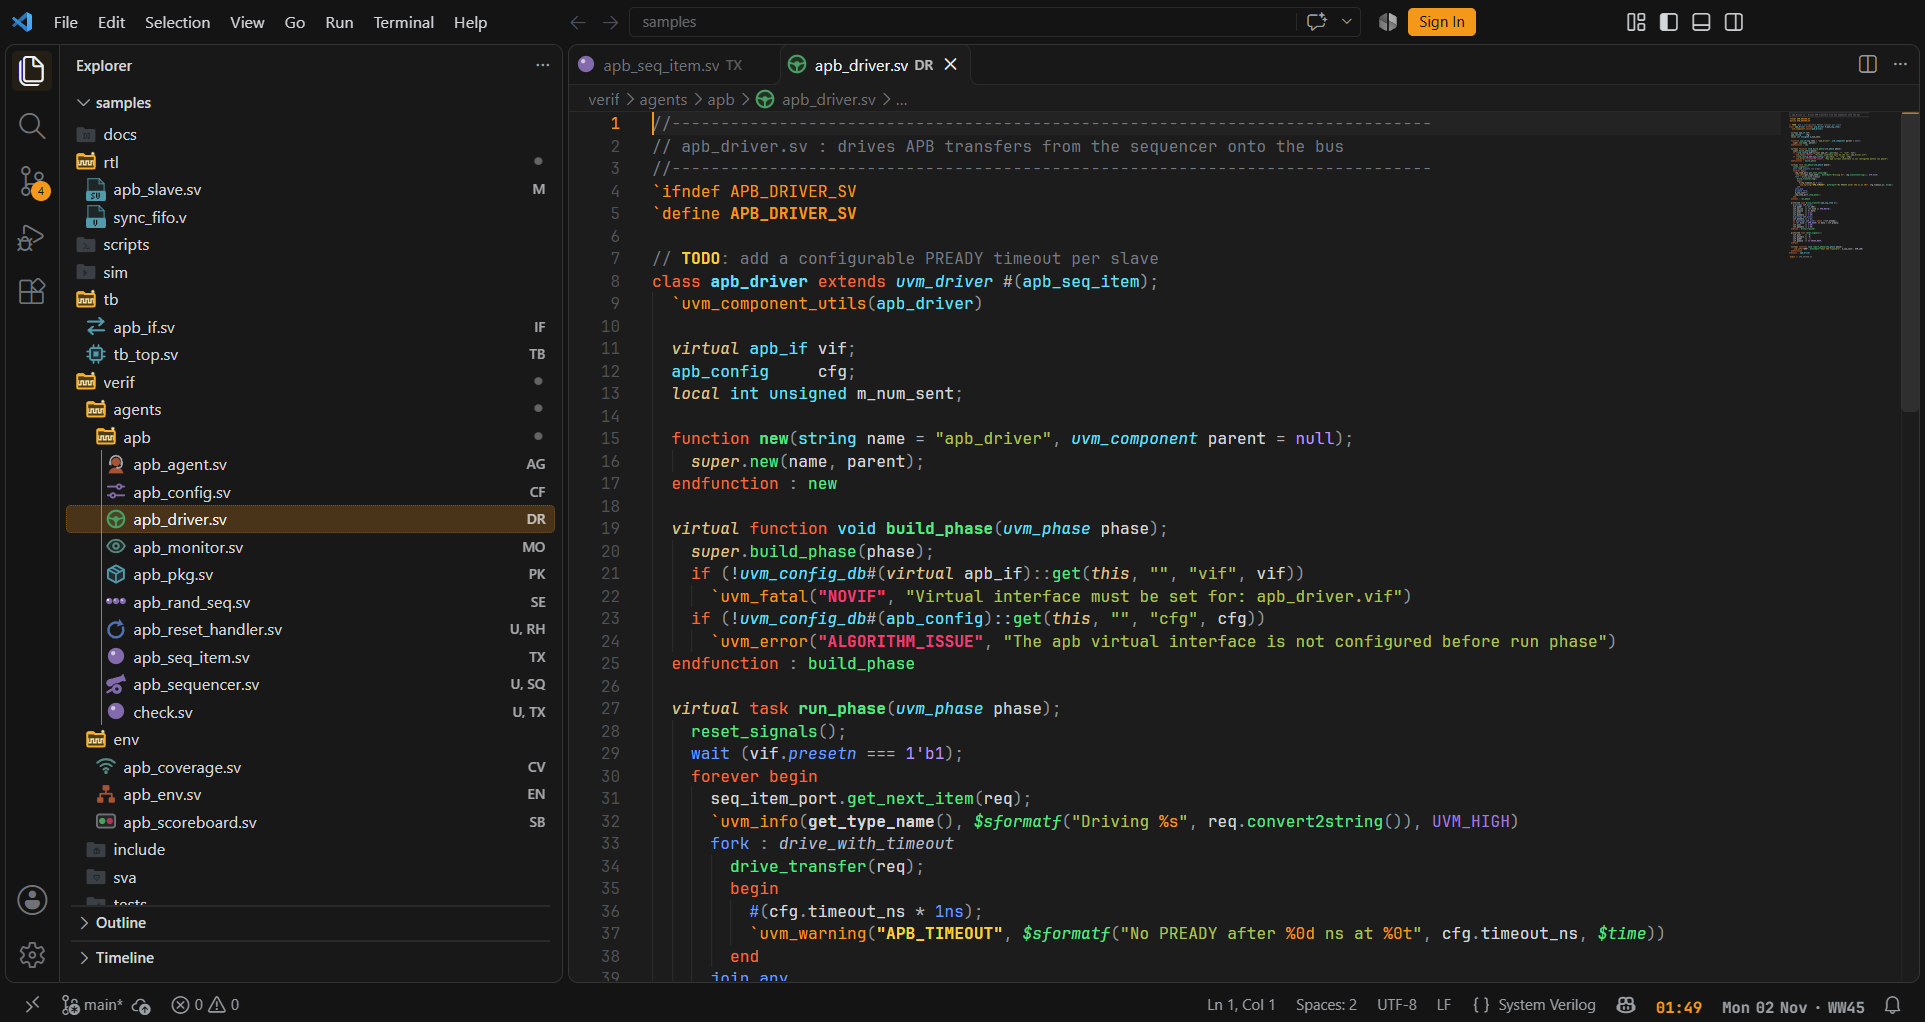 File Edit Selection View Go Run Terminal Help
samples
Sign In
Explorer
samples
docs
rtl
apb_slave.sv M
sync_fifo.v
scripts
sim
tb
apb_if.sv IF
tb_top.sv TB
verif
agents
apb
apb_agent.sv AG
apb_config.sv CF
apb_driver.sv DR
apb_monitor.sv MO
apb_pkg.sv PK
apb_rand_seq.sv SE
apb_reset_handler.sv U, RH
apb_seq_item.sv TX
apb_sequencer.sv U, SQ
check.sv U, TX
env
apb_coverage.sv CV
apb_env.sv EN
apb_scoreboard.sv SB
include
sva
tests
Outline
Timeline
4
apb_seq_item.sv TX
apb_driver.sv DR
verif > agents > apb > apb_driver.sv > ...
1 //------------------------------------------------------------------------------
2 // apb_driver.sv : drives APB transfers from the sequencer onto the bus
3 //------------------------------------------------------------------------------
4 `ifndef APB_DRIVER_SV
5 `define APB_DRIVER_SV
6
7 // TODO: add a configurable PREADY timeout per slave
8 class apb_driver extends uvm_driver #(apb_seq_item);
9 `uvm_component_utils(apb_driver)
10
11 virtual apb_if vif;
12 apb_config     cfg;
13 local int unsigned m_num_sent;
14
15 function new(string name = "apb_driver", uvm_component parent = null);
16 super.new(name, parent);
17 endfunction : new
18
19 virtual function void build_phase(uvm_phase phase);
20 super.build_phase(phase);
21 if (!uvm_config_db#(virtual apb_if)::get(this, "", "vif", vif))
22 `uvm_fatal("NOVIF", "Virtual interface must be set for: apb_driver.vif")
23 if (!uvm_config_db#(apb_config)::get(this, "", "cfg", cfg))
24 `uvm_error("ALGORITHM_ISSUE", "The apb virtual interface is not configured before run phase")
25 endfunction : build_phase
26
27 virtual task run_phase(uvm_phase phase);
28 reset_signals();
29 wait (vif.presetn === 1'b1);
30 forever begin
31 seq_item_port.get_next_item(req);
32 `uvm_info(get_type_name(), $sformatf("Driving %s", req.convert2string()), UVM_HIGH)
33 fork : drive_with_timeout
34 drive_transfer(req);
35 begin
36 #(cfg.timeout_ns * 1ns);
37 `uvm_warning("APB_TIMEOUT", $sformatf("No PREADY after %0d ns at %0t", cfg.timeout_ns, $time))
38 end
39 join_any
main* 0 0
Ln 1, Col 1 Spaces: 2 UTF-8 LF {} System Verilog 01:49 Mon 02 Nov · WW45